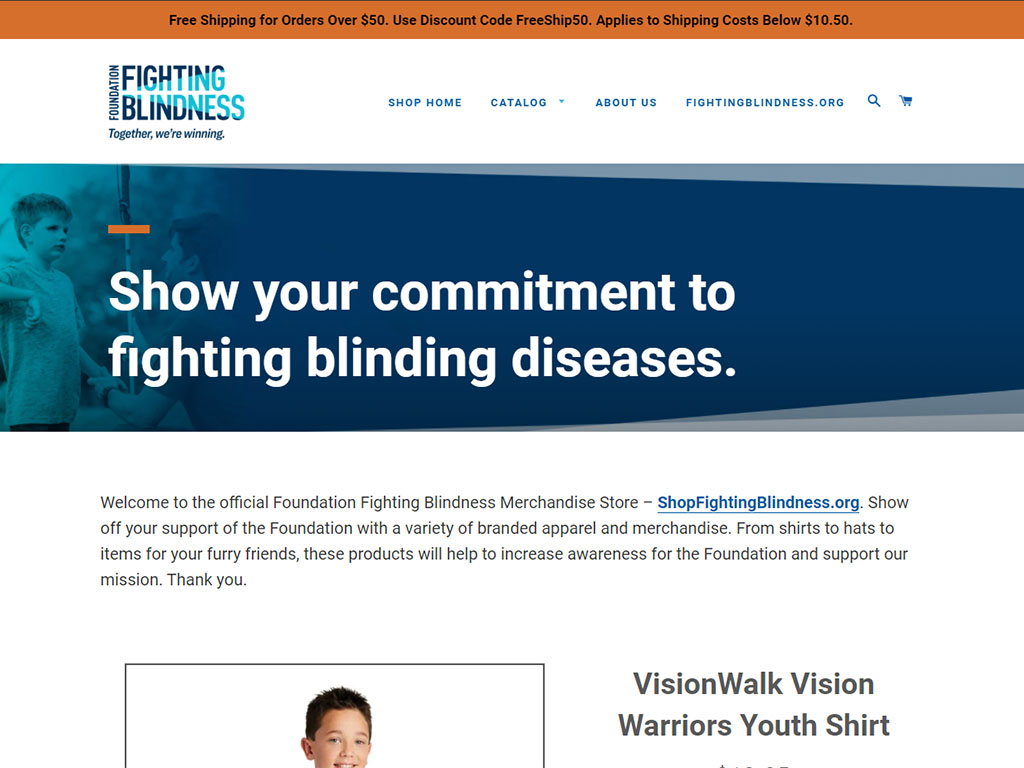 Free Shipping for Orders Over $50. Use Discount Code FreeShip50. Applies to Shipping Costs Below $10.50.
FOUNDATION
FIGHTING
BLINDNESS
Together, we're winning.
SHOP HOME CATALOG ABOUT US FIGHTINGBLINDNESS.ORG
Show your commitment to
fighting blinding diseases.
Welcome to the official Foundation Fighting Blindness Merchandise Store – ShopFightingBlindness.org. Show
off your support of the Foundation with a variety of branded apparel and merchandise. From shirts to hats to
items for your furry friends, these products will help to increase awareness for the Foundation and support our
mission. Thank you.
VisionWalk Vision
Warriors Youth Shirt